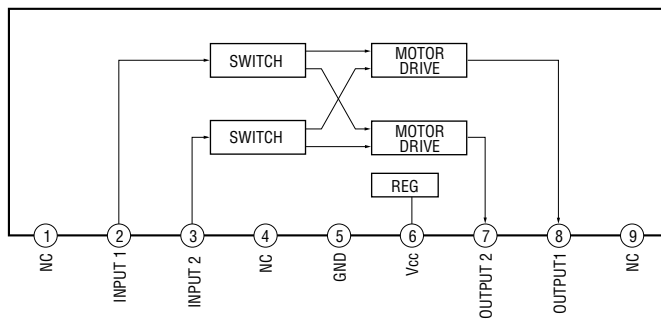 SWITCH
MOTOR
DRIVE
SWITCH
MOTOR
DRIVE
REG
1
2
3
4
5
6
7
8
9
NC
INPUT 1
INPUT 2
NC
GND
Vcc
OUTPUT 2
OUTPUT1
NC